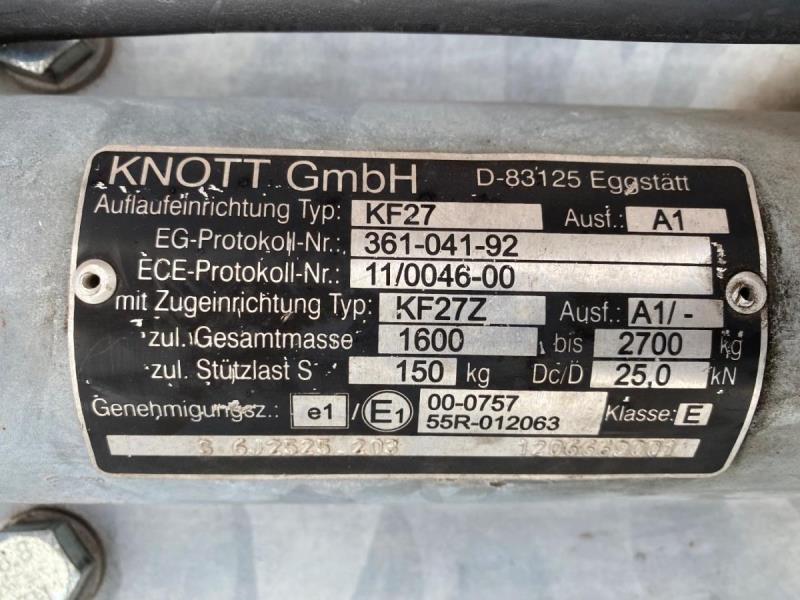 KNOTT GmbH D-83125 Eggstätt
Auflaufeinrichtung Typ: KF27 Ausf.: A1
EG-Protokoll-Nr.: 361-041-92
ECE-Protokoll-Nr.: 11/0046-00
mit Zugeinrichtung Typ: KF27Z Ausf.: A1/-
zul. Gesamtmasse 1600 bis 2700 kg
zul. Stützlast S 150 kg Dc/D 25,0 kN
Genehmigungsz.: e1 / E1 00-0757 Klasse: E
55R-012063